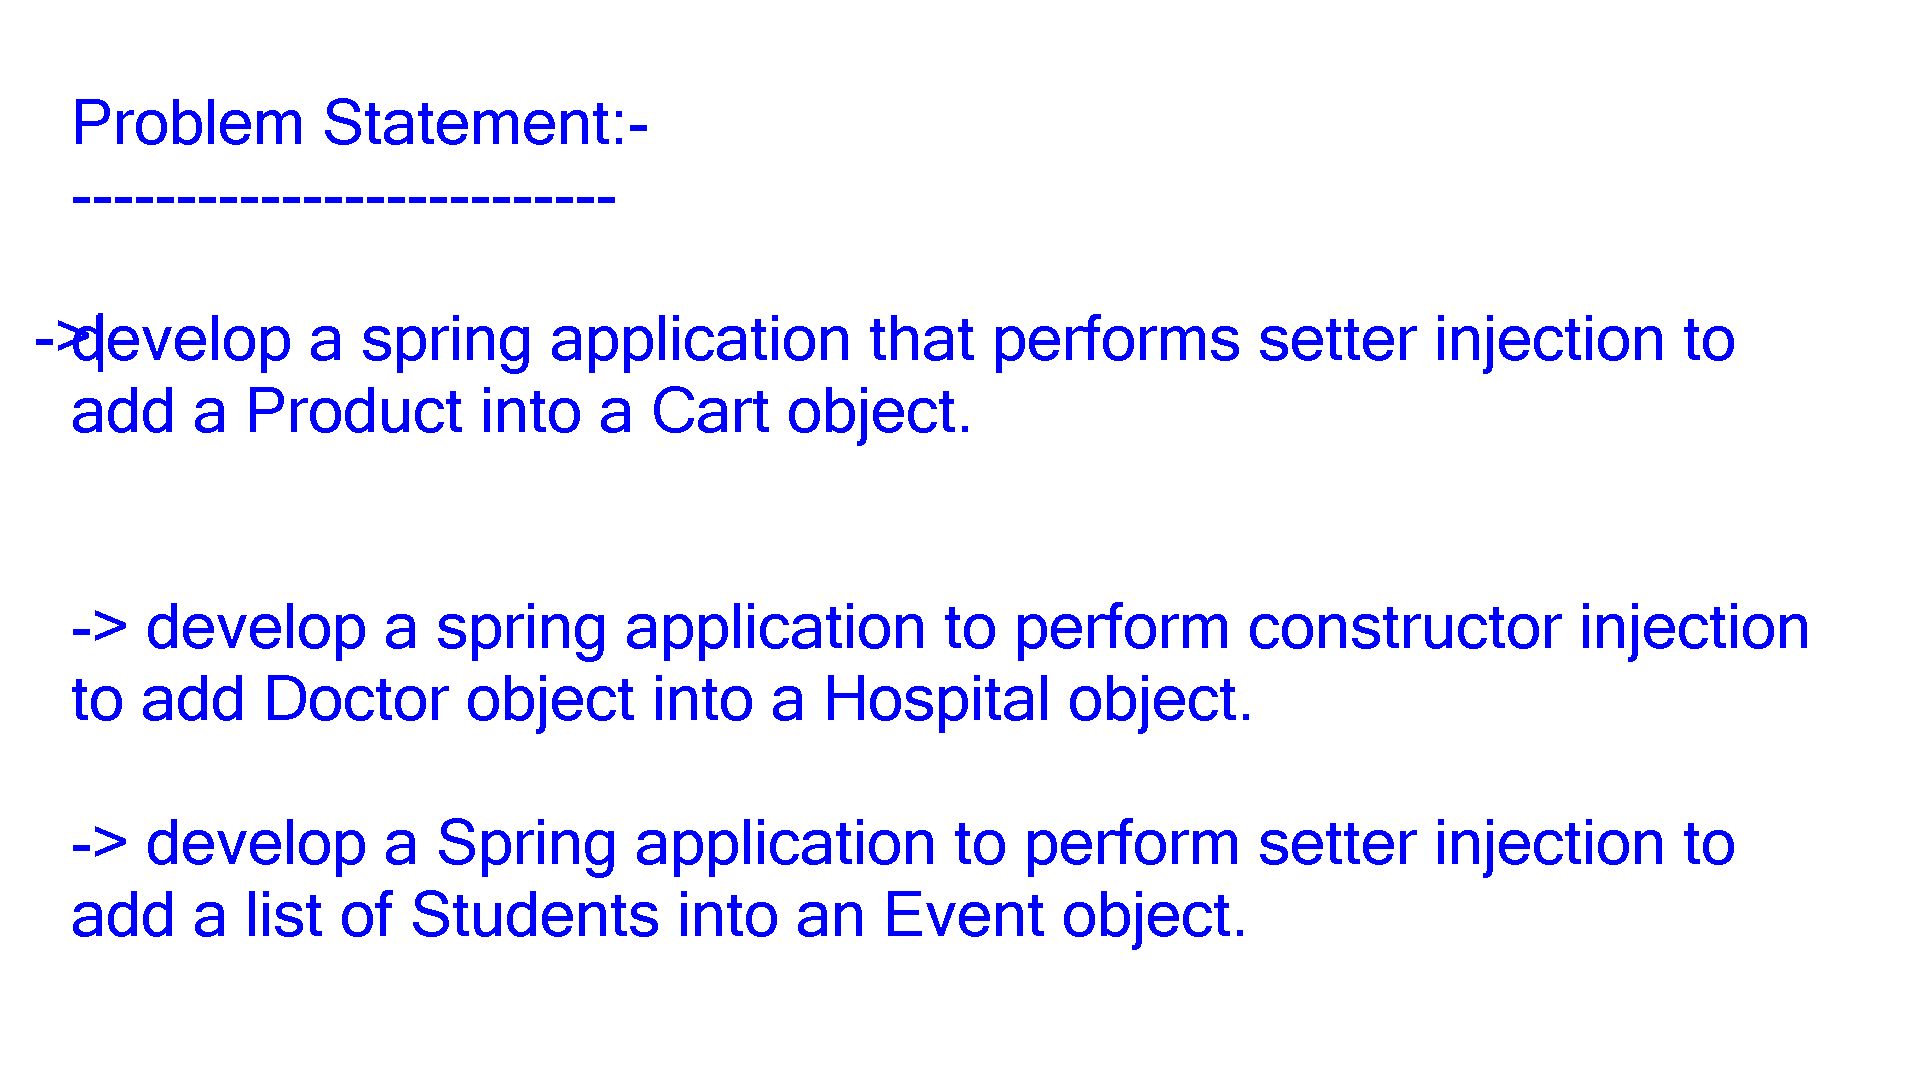 Problem Statement:-
--------------------------
->develop a spring application that performs setter injection to
add a Product into a Cart object.
-> develop a spring application to perform constructor injection
to add Doctor object into a Hospital object.
-> develop a Spring application to perform setter injection to
add a list of Students into an Event object.